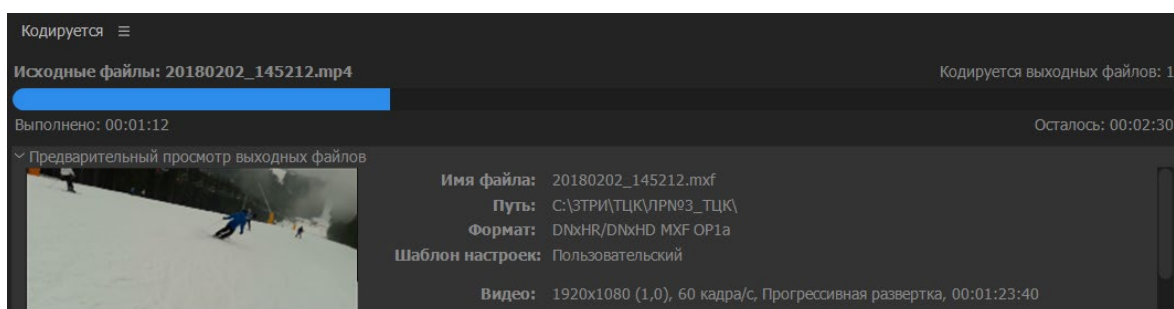 Кодируется
Исходные файлы: 20180202_145212.mp4
Кодируется выходных файлов: 1
Выполнено: 00:01:12
Осталось: 00:02:30
Предварительный просмотр выходных файлов
Имя файла: 20180202_145212.mxf
Путь: C:\3ТРИ\ТЦК\ЛР№3_ТЦК\
Формат: DNxHR/DNxHD MXF OP1a
Шаблон настроек: Пользовательский
Видео: 1920x1080 (1,0), 60 кадра/с, Прогрессивная развертка, 00:01:23:40